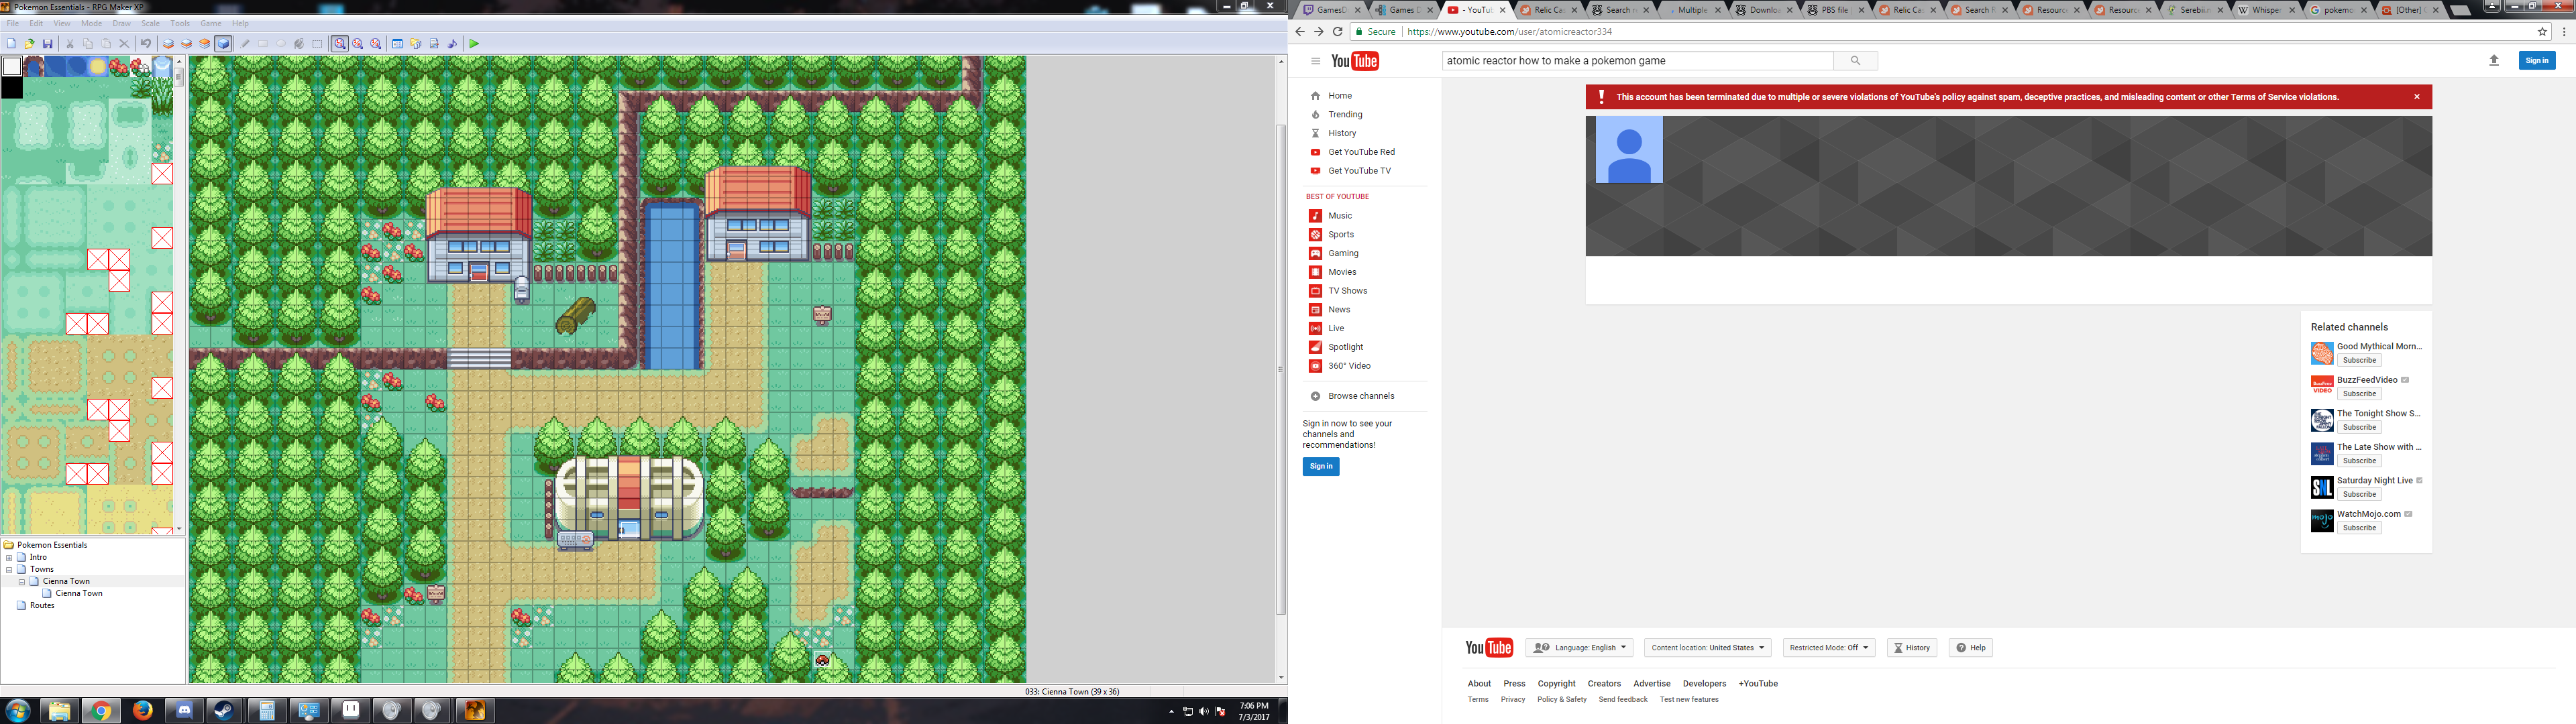 Pokemon Essentials - RPG Maker XP
File Edit View Mode Draw Scale Tools Game Help
Pokemon Essentials
Intro
Towns
Cienna Town
Cienna Town
Routes
033: Cienna Town (39 x 36)
7:06 PM
7/3/2017
Games D
- YouTub
Relic Ca
Search r
Multiple
Downloa
PBS file
Relic Ca
Search R
Resourc
Resourc
Whisper
pokemo
[Other]
Secure https://www.youtube.com/user/atomicreactor334
YouTube
atomic reactor how to make a pokemon game
Sign in
Home
Trending
History
Get YouTube Red
Get YouTube TV
BEST OF YOUTUBE
Music
Sports
Gaming
Movies
TV Shows
News
Live
Spotlight
360° Video
Browse channels
Sign in now to see your
channels and
recommendations!
Sign in
This account has been terminated due to multiple or severe violations of YouTube's policy against spam, deceptive practices, and misleading content or other Terms of Service violations.
Related channels
Good Mythical Morn...
Subscribe
BuzzFeedVideo
Subscribe
The Tonight Show S...
Subscribe
The Late Show with ...
Subscribe
SNL
Saturday Night Live
Subscribe
WatchMojo.com
Subscribe
YouTube
Language: English
Content location: United States
Restricted Mode: Off
History
Help
About Press Copyright Creators Advertise Developers +YouTube
Terms Privacy Policy & Safety Send feedback Test new features